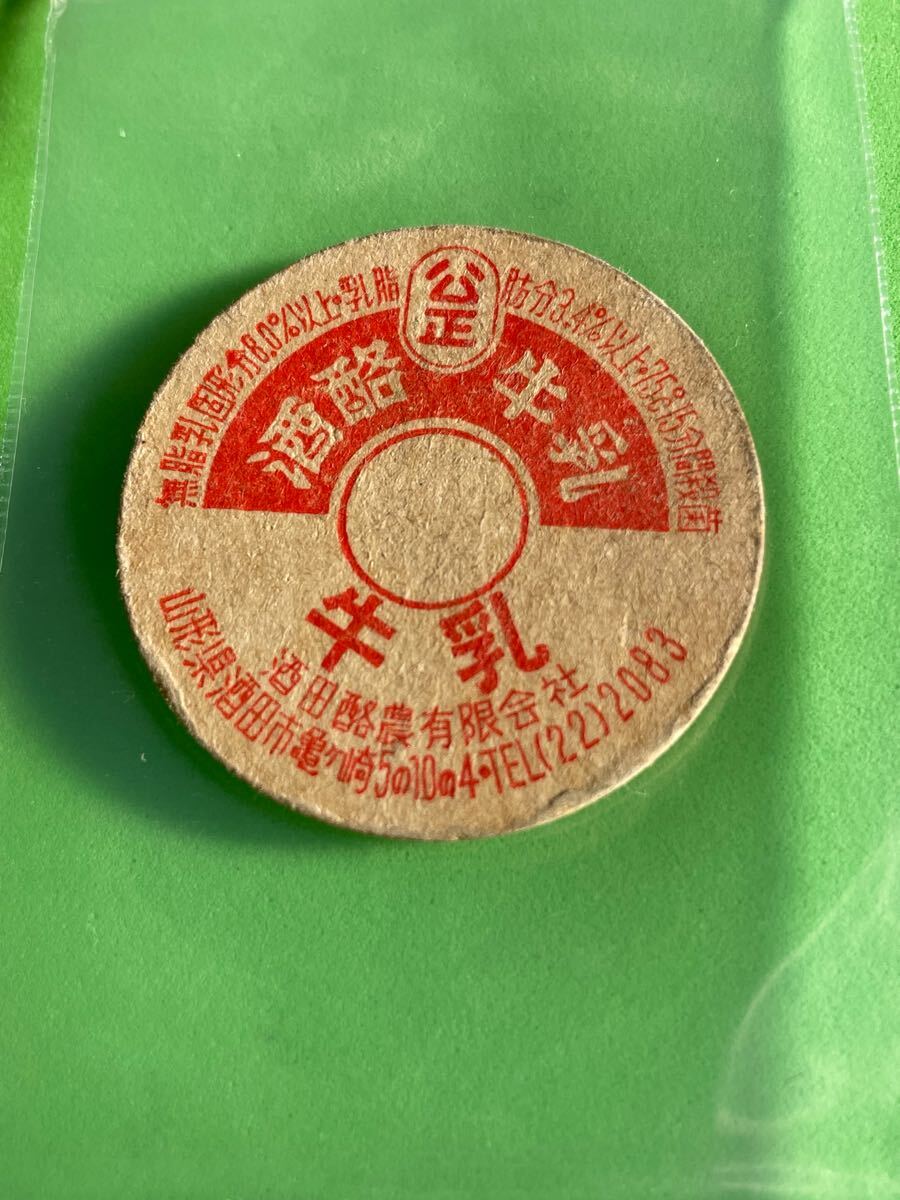 無脂乳固形分8.0%以上・乳脂肪分3.4%以上・75℃15分間殺菌
公正
酒酪 牛乳
牛乳
酒田酪農有限会社
山形県酒田市亀ヶ崎5の10の4・TEL(22)2083